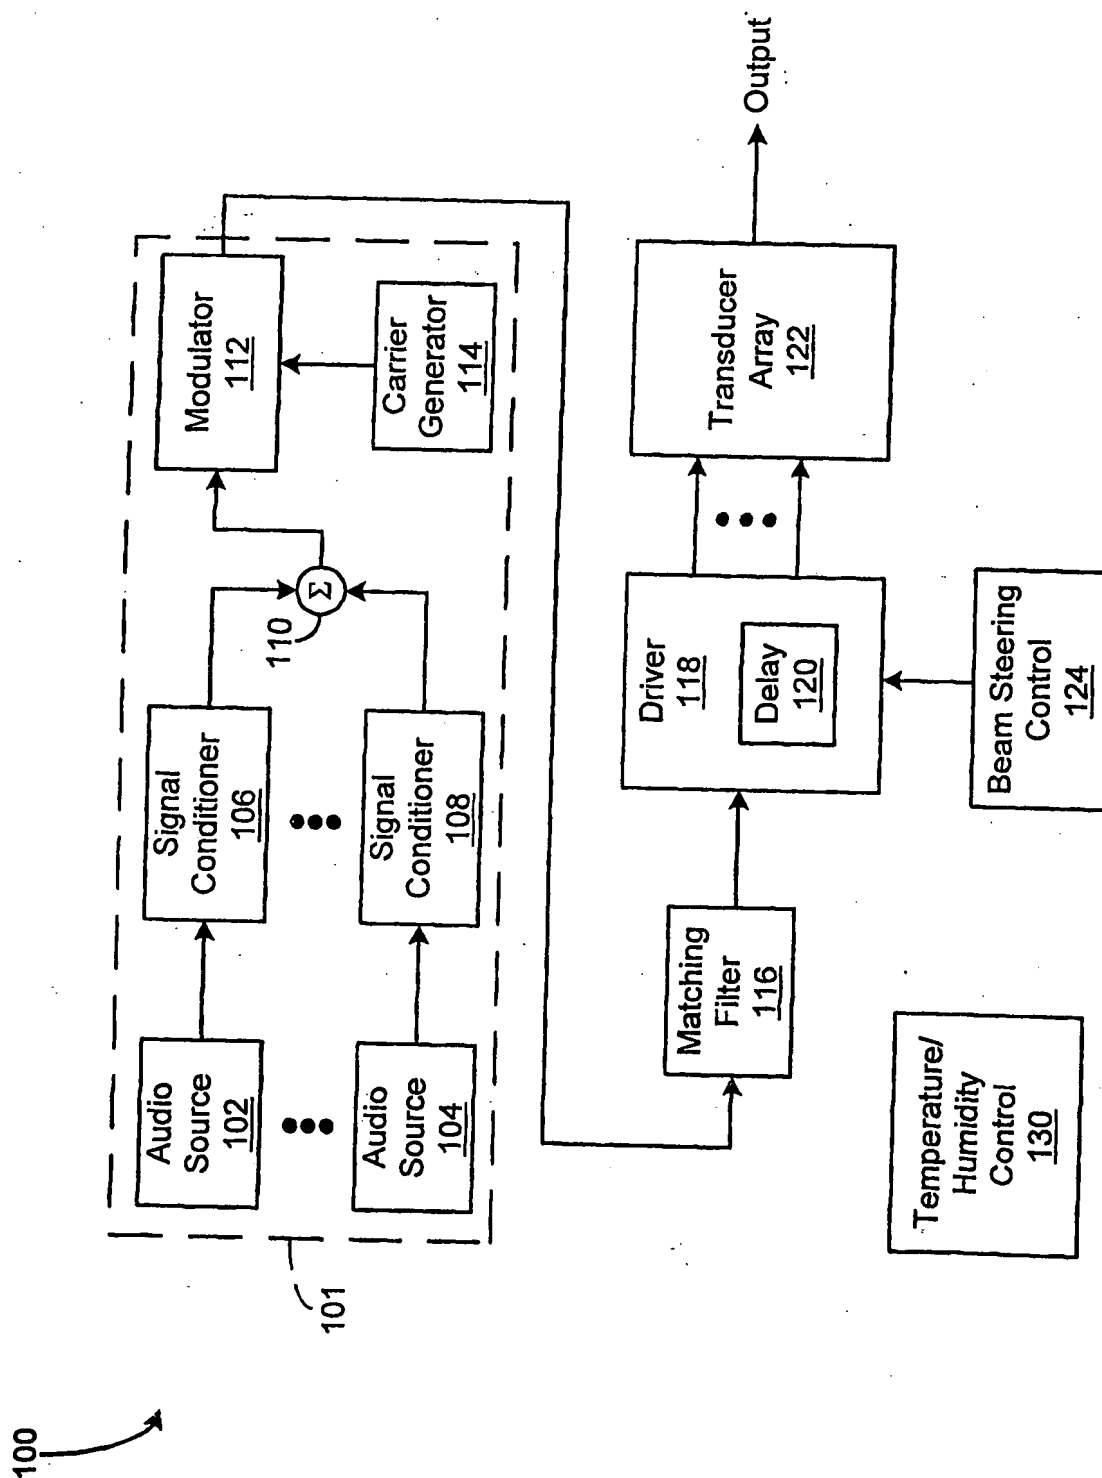 100
101
Audio
Source
102
Audio
Source
104
Signal
Conditioner
106
Signal
Conditioner
108
110
Σ
Modulator
112
Carrier
Generator
114
Matching
Filter
116
Driver
118
Delay
120
Transducer
Array
122
Output
Beam Steering
Control
124
Temperature/
Humidity
Control
130